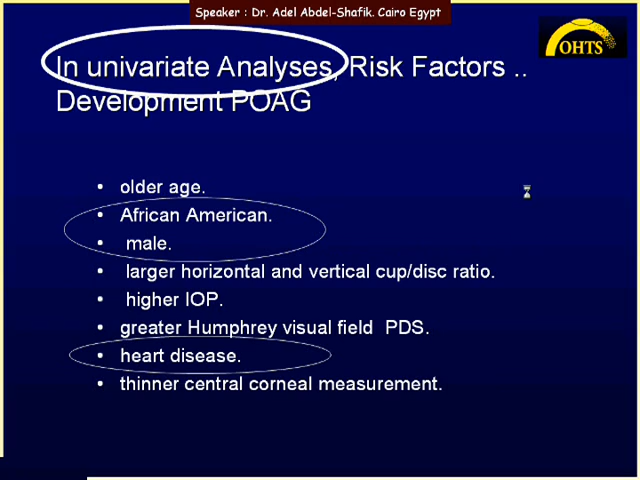 Speaker : Dr. Adel Abdel-Shafik. Cairo Egypt
OHTS
In univariate Analyses, Risk Factors ..
Development POAG
• older age.
• African American.
• male.
• larger horizontal and vertical cup/disc ratio.
• higher IOP.
• greater Humphrey visual field PDS.
• heart disease.
• thinner central corneal measurement.